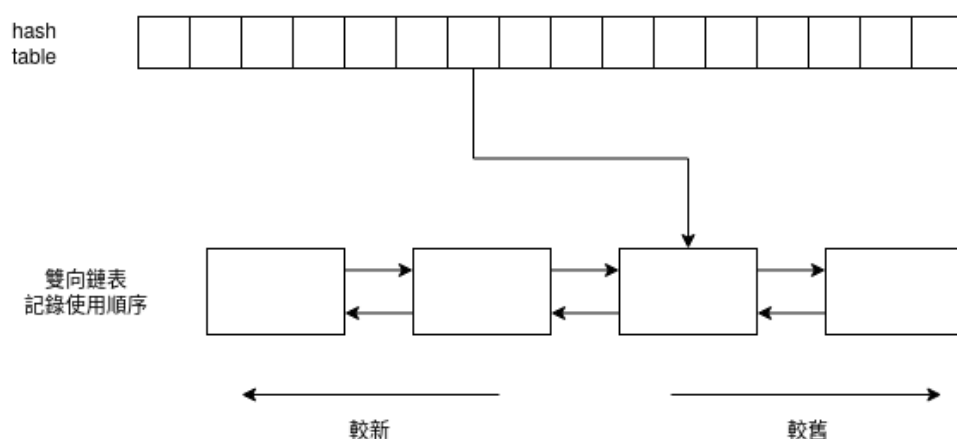 hash
table
雙向鏈表
記錄使用順序
較新
較舊